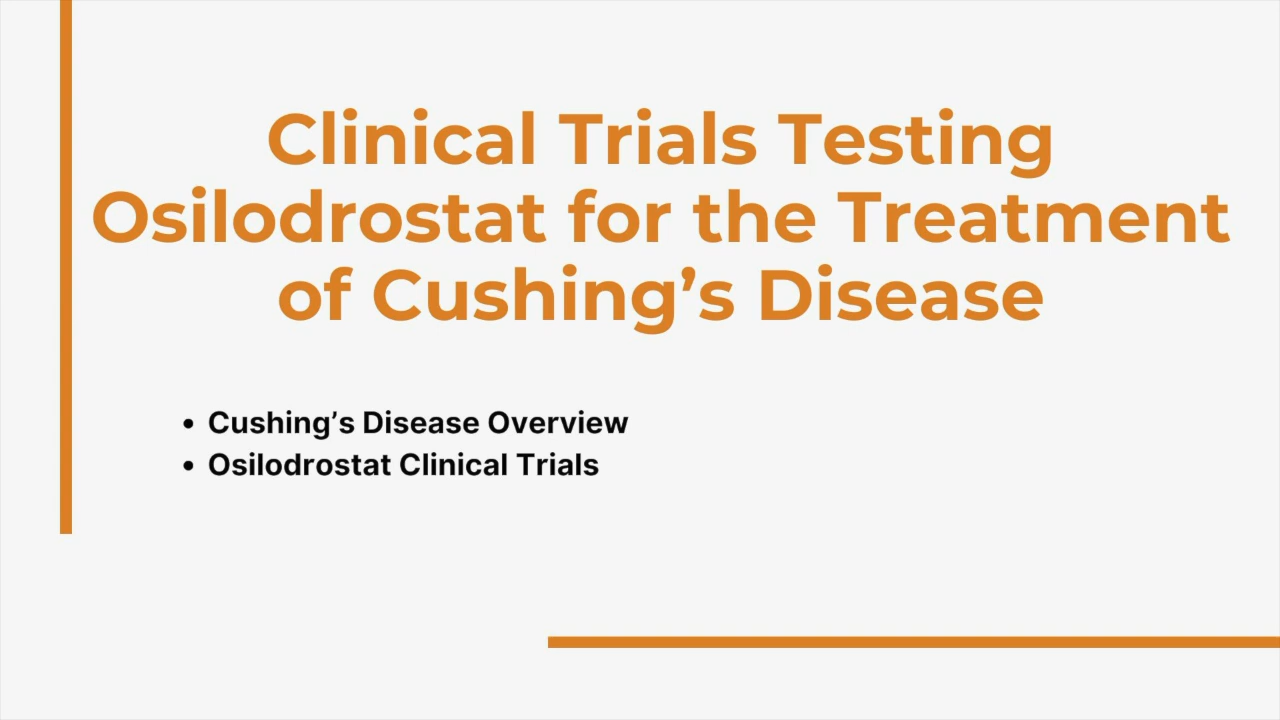 Clinical Trials Testing
Osilodrostat for the Treatment
of Cushing’s Disease
• Cushing’s Disease Overview
• Osilodrostat Clinical Trials